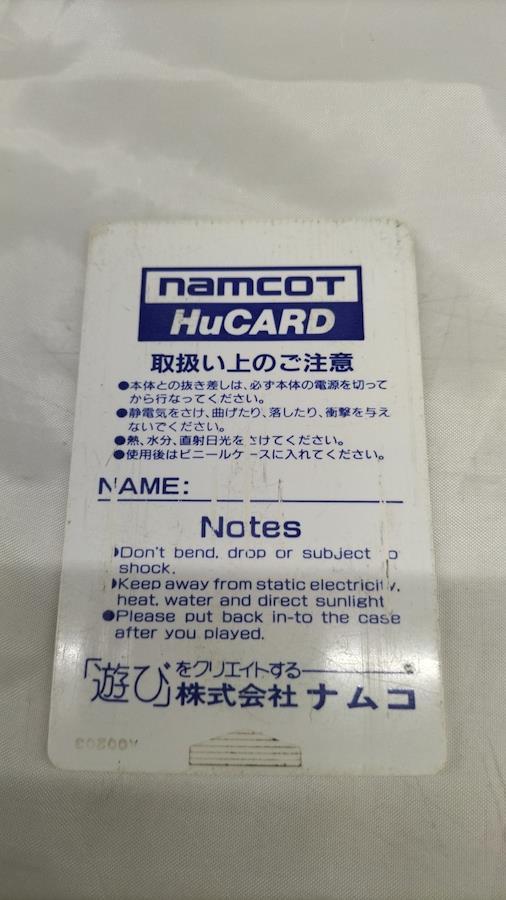 namcoT
HuCARD
取扱い上のご注意
●本体との抜き差しは、必ず本体の電源を切って
から行なってください。
●静電気をさけ、曲げたり、落したり、衝撃を与え
ないでください。
●熱、水分、直射日光をさけてください。
●使用後はビニールケースに入れてください。
NAME:
Notes
●Don't bend, drop or subject to
shock.
●Keep away from static electricity,
heat, water and direct sunlight
●Please put back in-to the case
after you played.
「遊び」をクリエイトする
株式会社 ナムコ